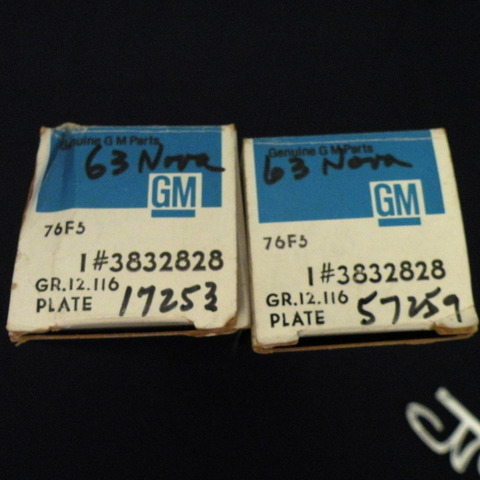 Genuine G M Parts
63 Nova
GM
76F5
1#3832828
GR.12.116
PLATE 17253
Genuine G M Parts
63 Nova
GM
76F5
1#3832828
GR.12.116
PLATE 57259